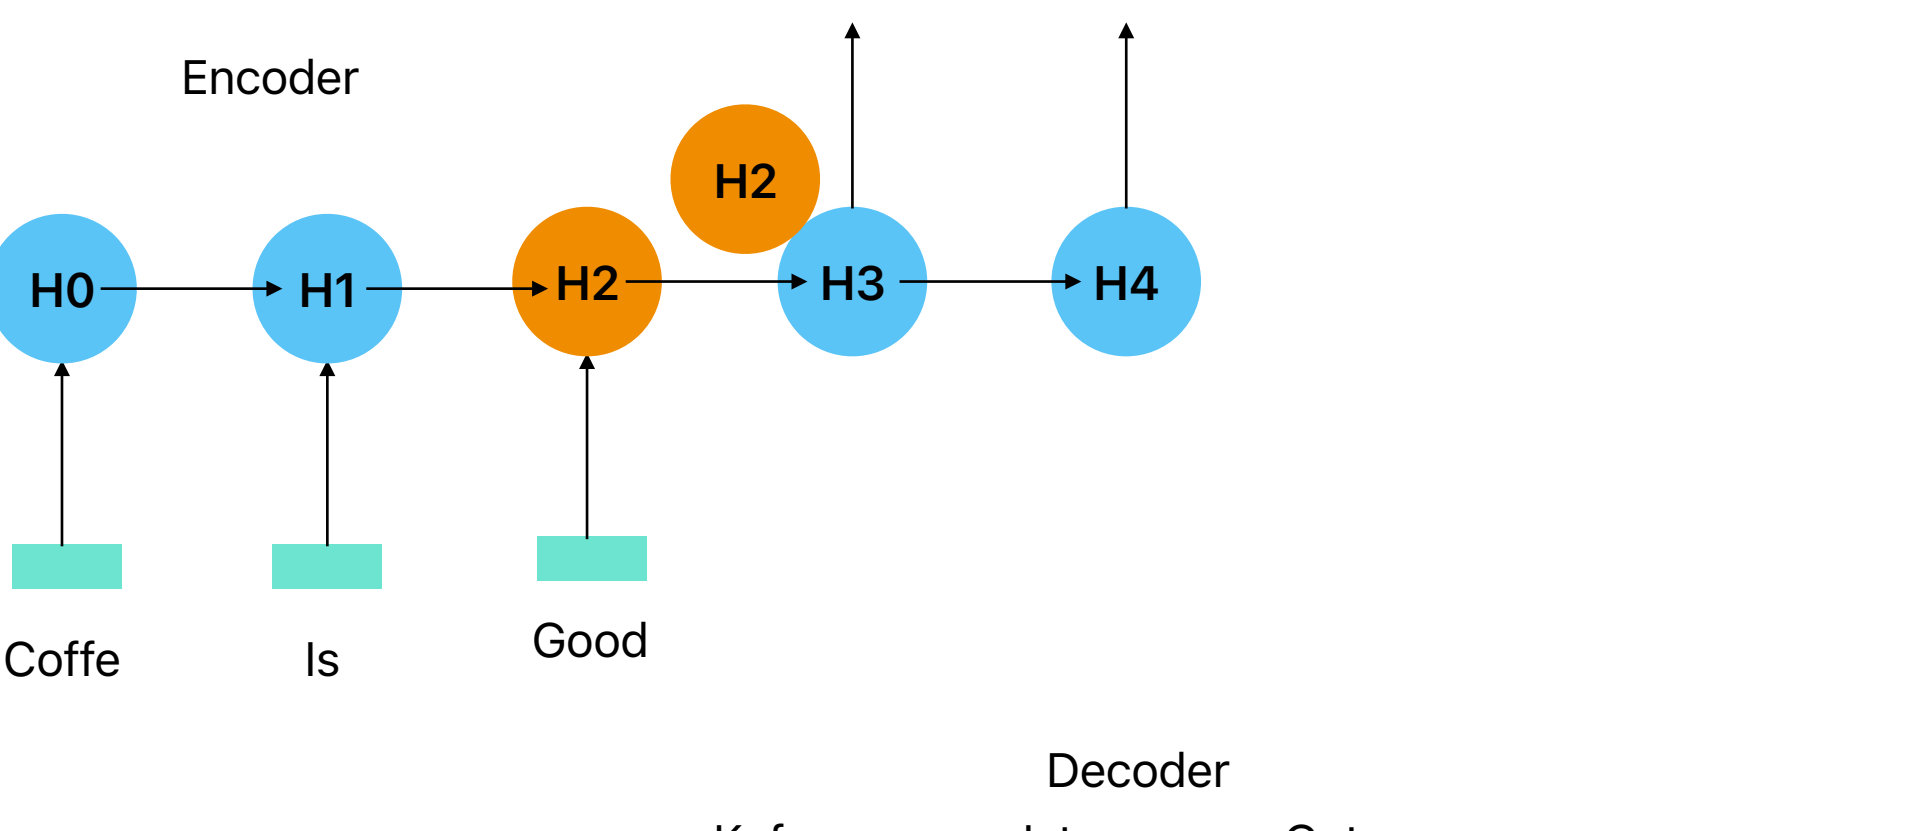 Encoder
H2
H0 H1 H2 H3 H4
Coffe Is Good
Decoder